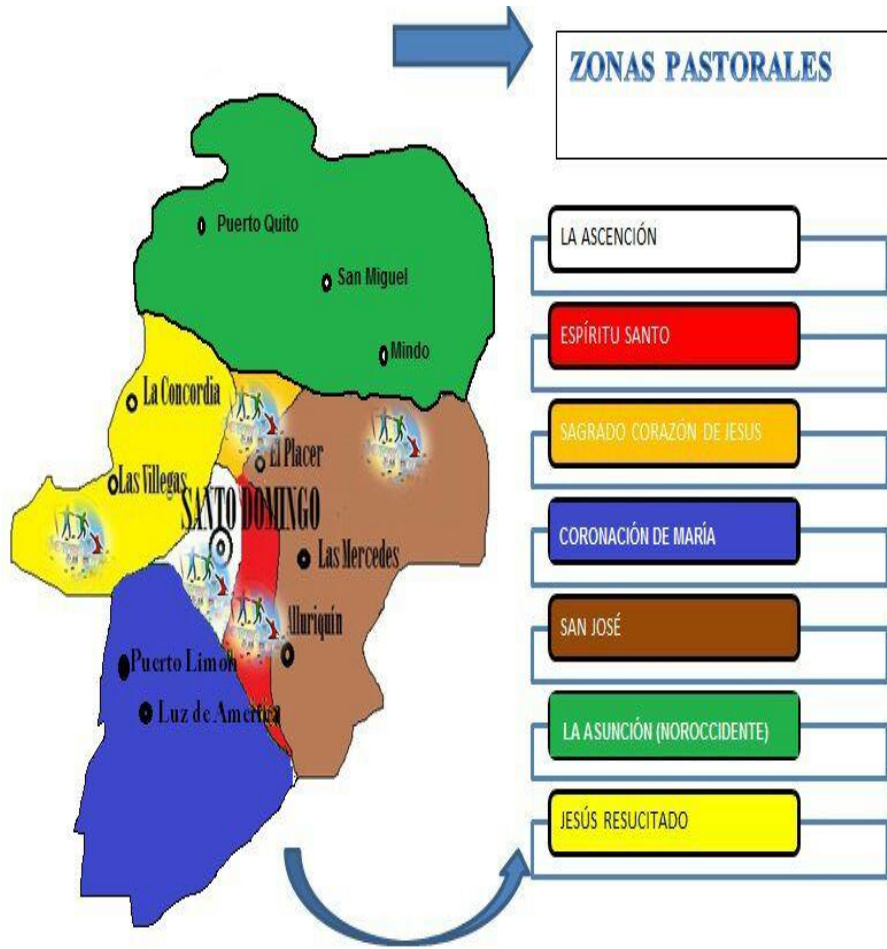 ZONAS PASTORALES
Puerto Quito
San Miguel
Mindo
La Concordia
El Placer
Las Villegas
SANTO DOMINGO
Las Mercedes
Alluriquín
Puerto Limon
Luz de America
LA ASCENCIÓN
ESPÍRITU SANTO
SAGRADO CORAZÓN DE JESUS
CORONACIÓN DE MARÍA
SAN JOSÉ
LA ASUNCIÓN (NOROCCIDENTE)
JESÚS RESUCITADO